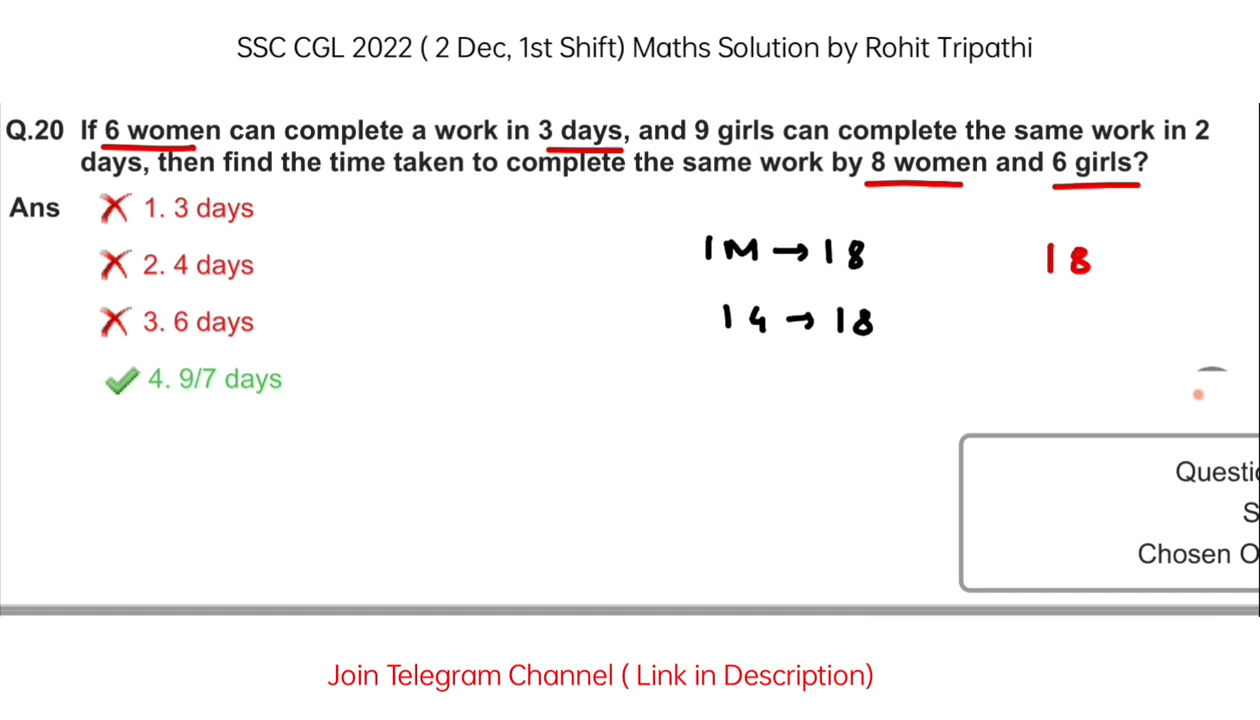 SSC CGL 2022 ( 2 Dec, 1st Shift) Maths Solution by Rohit Tripathi
Q.20 If 6 women can complete a work in 3 days, and 9 girls can complete the same work in 2
days, then find the time taken to complete the same work by 8 women and 6 girls?
Ans 1. 3 days
1M → 18
18
2. 4 days
3. 6 days
1G → 18
4. 9/7 days
Questi
S
Chosen O
Join Telegram Channel ( Link in Description)